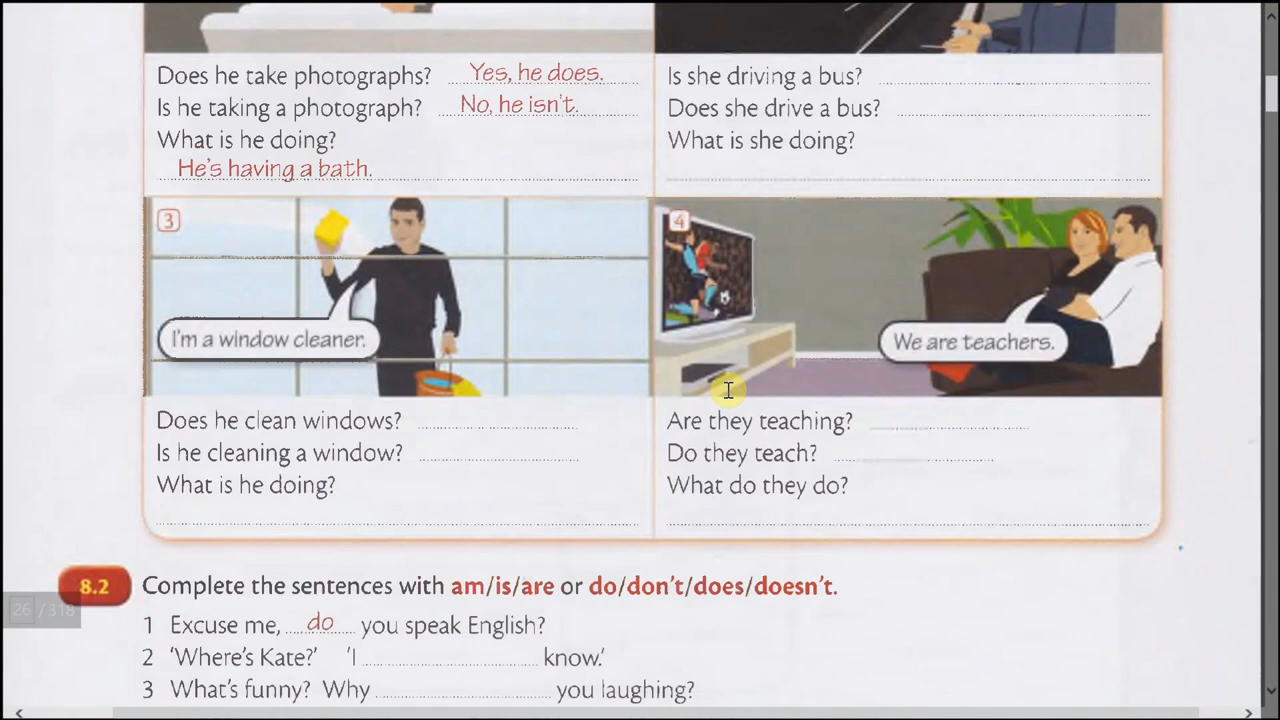 Does he take photographs? Yes, he does.
Is he taking a photograph? No, he isn't.
What is he doing?
He's having a bath.
Is she driving a bus?
Does she drive a bus?
What is she doing?
3
I'm a window cleaner.
Does he clean windows?
Is he cleaning a window?
What is he doing?
4
We are teachers.
Are they teaching?
Do they teach?
What do they do?
8.2 Complete the sentences with am/is/are or do/don't/does/doesn't.
26 / 318
1 Excuse me, do you speak English?
2 'Where's Kate?' 'I know.'
3 What's funny? Why you laughing?